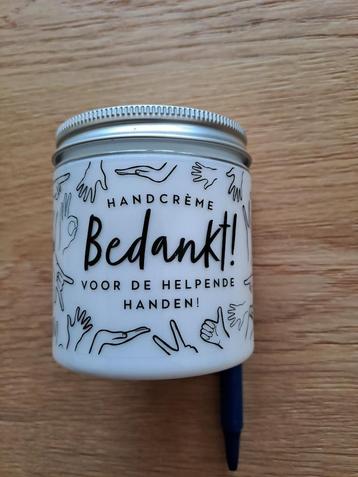 HANDCRÈME
Bedankt!
VOOR DE HELPENDE
HANDEN!